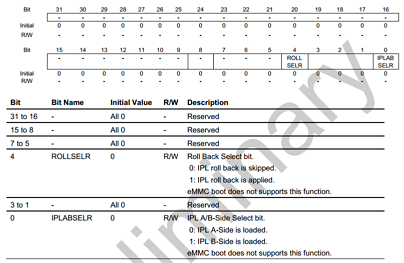 Bit 31 30 29 28 27 26 25 24 23 22 21 20 19 18 17 16
- - - - - - - - - - - - - - - -
Initial 0 0 0 0 0 0 0 0 0 0 0 0 0 0 0 0
R/W - - - - - - - - - - - - - - - -
Bit 15 14 13 12 11 10 9 8 7 6 5 4 3 2 1 0
- - - - - - - - - - - ROLL SELR - - - IPLAB SELR
Initial 0 0 0 0 0 0 0 0 0 0 0 0 0 0 0 0
R/W - - - - - - - - - - - - - - - -
Bit Bit Name Initial Value R/W Description
31 to 16 - All 0 - Reserved
15 to 8 - All 0 - Reserved
7 to 5 - All 0 - Reserved
4 ROLLSELR 0 R/W Roll Back Select bit.
0: IPL roll back is skipped.
1: IPL roll back is applied.
eMMC boot does not supports this function.
3 to 1 - All 0 - Reserved
0 IPLABSELR 0 R/W IPL A/B-Side Select bit.
0: IPL A-Side is loaded.
1: IPL B-Side is loaded.
eMMC boot does not supports this function.
liminary